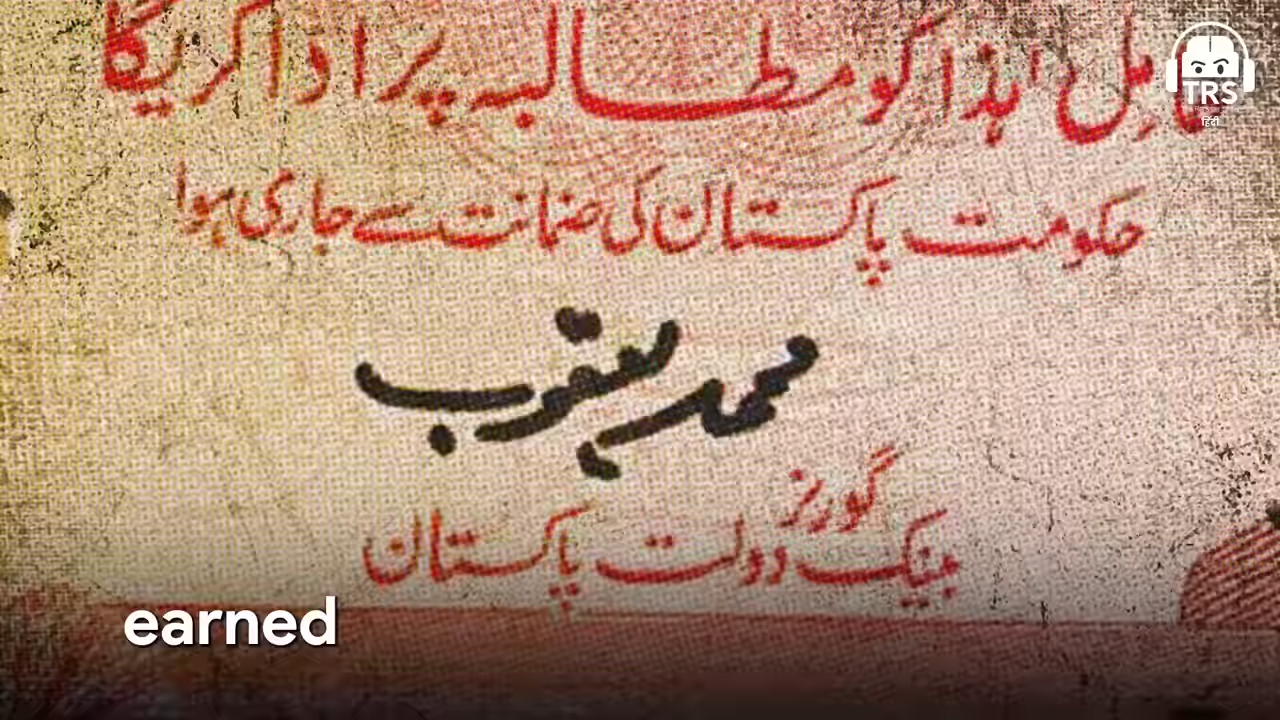 حامل ہذا کو مطالبہ پر ادا کریگا
حکومت پاکستان کی ضمانت سے جاری ہوا
محمد یعقوب
گورنر
بینک دولت پاکستان
earned
TRS
हिंदी